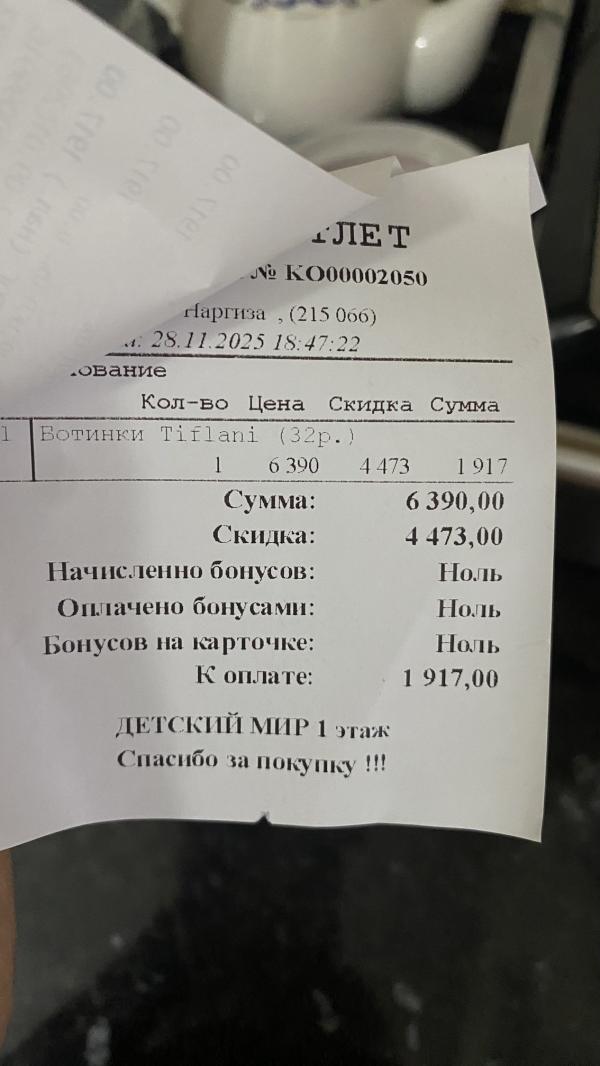 ТЛЕТ
№ КО00002050
Наргиза , (215 066)
28.11.2025 18:47:22
ование
Кол-во Цена Скидка Сумма
1 Ботинки Tiflani (32р.)
1 6 390 4 473 1 917
Сумма: 6 390,00
Скидка: 4 473,00
Начисленно бонусов: Ноль
Оплачено бонусами: Ноль
Бонусов на карточке: Ноль
К оплате: 1 917,00
ДЕТСКИЙ МИР 1 этаж
Спасибо за покупку !!!